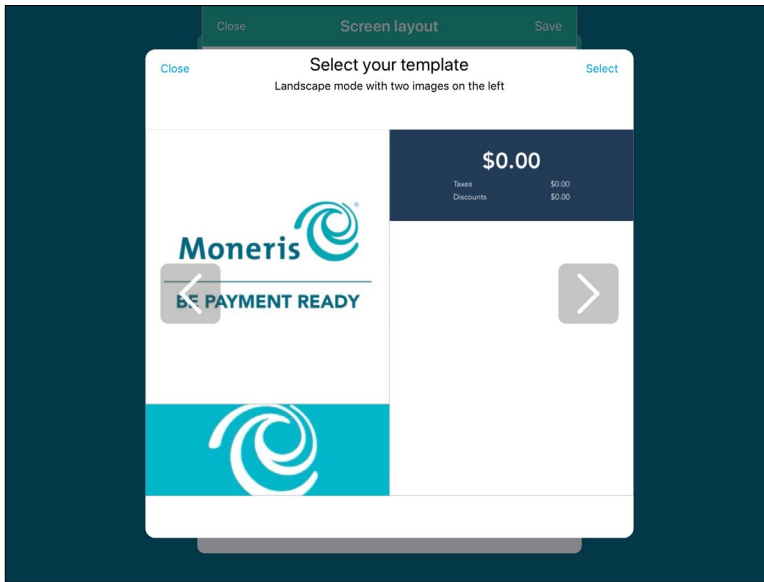 Close Screen layout Save
Close Select your template Select
Landscape mode with two images on the left
Moneris®
BE PAYMENT READY
$0.00
Taxes $0.00
Discounts $0.00